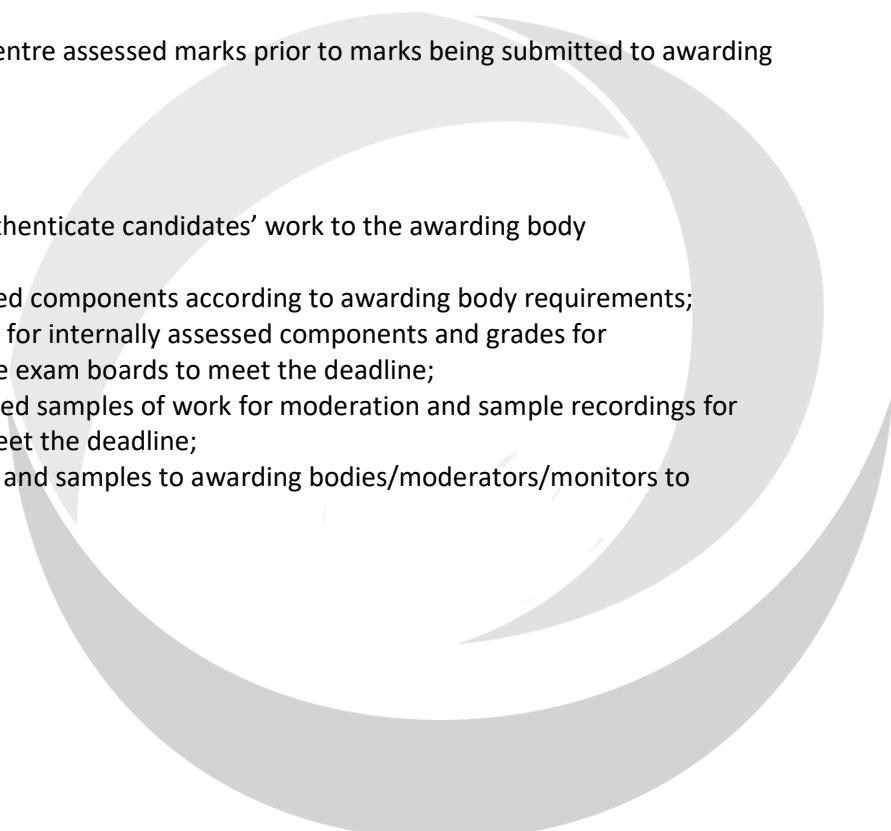 entre assessed marks prior to marks being submitted to awarding
thenticate candidates’ work to the awarding body
ed components according to awarding body requirements;
for internally assessed components and grades for
e exam boards to meet the deadline;
ed samples of work for moderation and sample recordings for
eet the deadline;
and samples to awarding bodies/moderators/monitors to